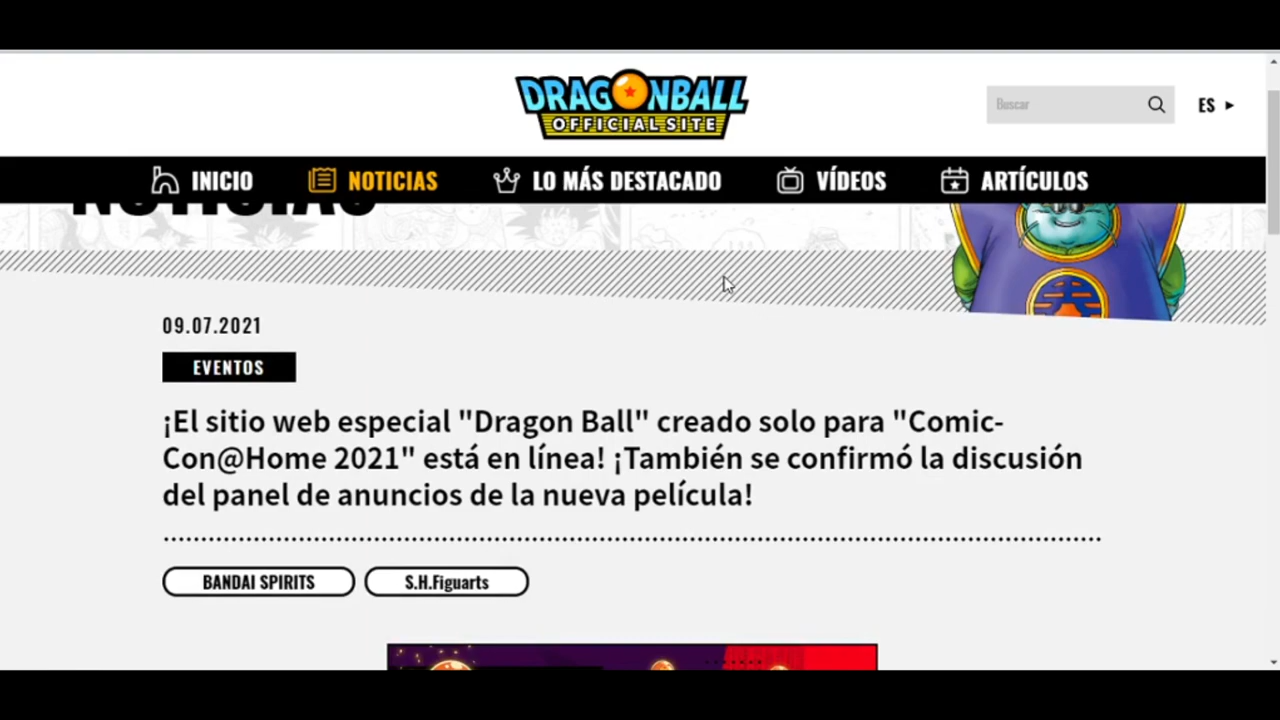 DRAGONBALL
OFFICIAL SITE
Buscar
ES
INICIO
NOTICIAS
LO MÁS DESTACADO
VÍDEOS
ARTÍCULOS
NOTICIAS
09.07.2021
EVENTOS
¡El sitio web especial "Dragon Ball" creado solo para "Comic-
Con@Home 2021" está en línea! ¡También se confirmó la discusión
del panel de anuncios de la nueva película!
BANDAI SPIRITS
S.H.Figuarts